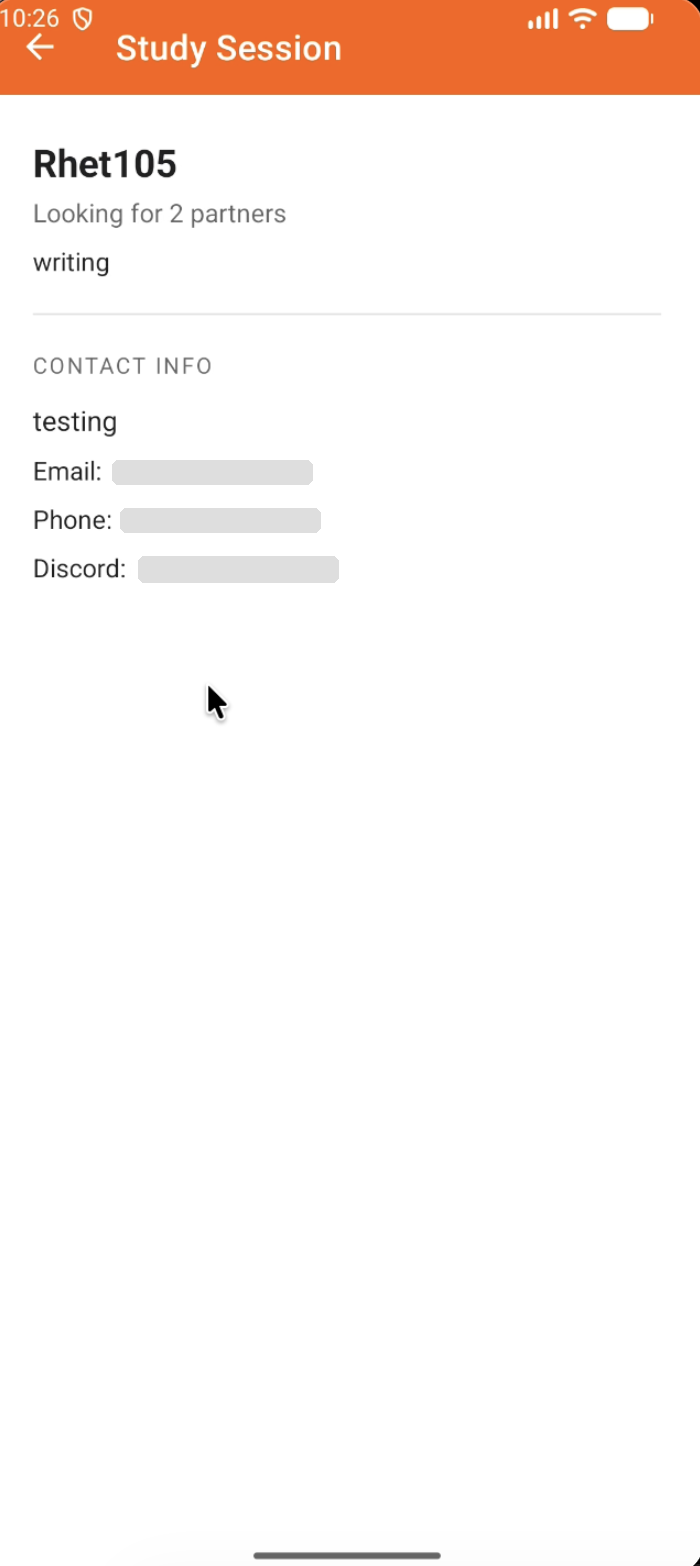 10:26
Study Session
Rhet105
Looking for 2 partners
writing
CONTACT INFO
testing
Email:
Phone:
Discord: